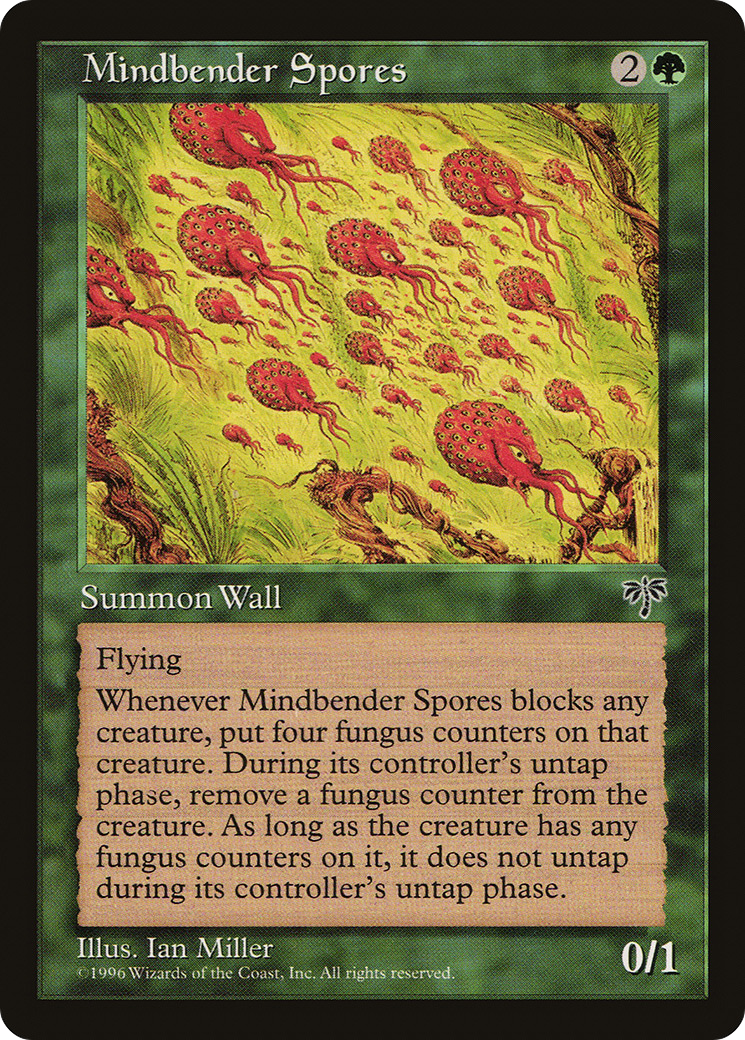 Mindbender Spores 2
Summon Wall
Flying
Whenever Mindbender Spores blocks any
creature, put four fungus counters on that
creature. During its controller's untap
phase, remove a fungus counter from the
creature. As long as the creature has any
fungus counters on it, it does not untap
during its controller's untap phase.
Illus. Ian Miller
©1996 Wizards of the Coast, Inc. All rights reserved.
0/1